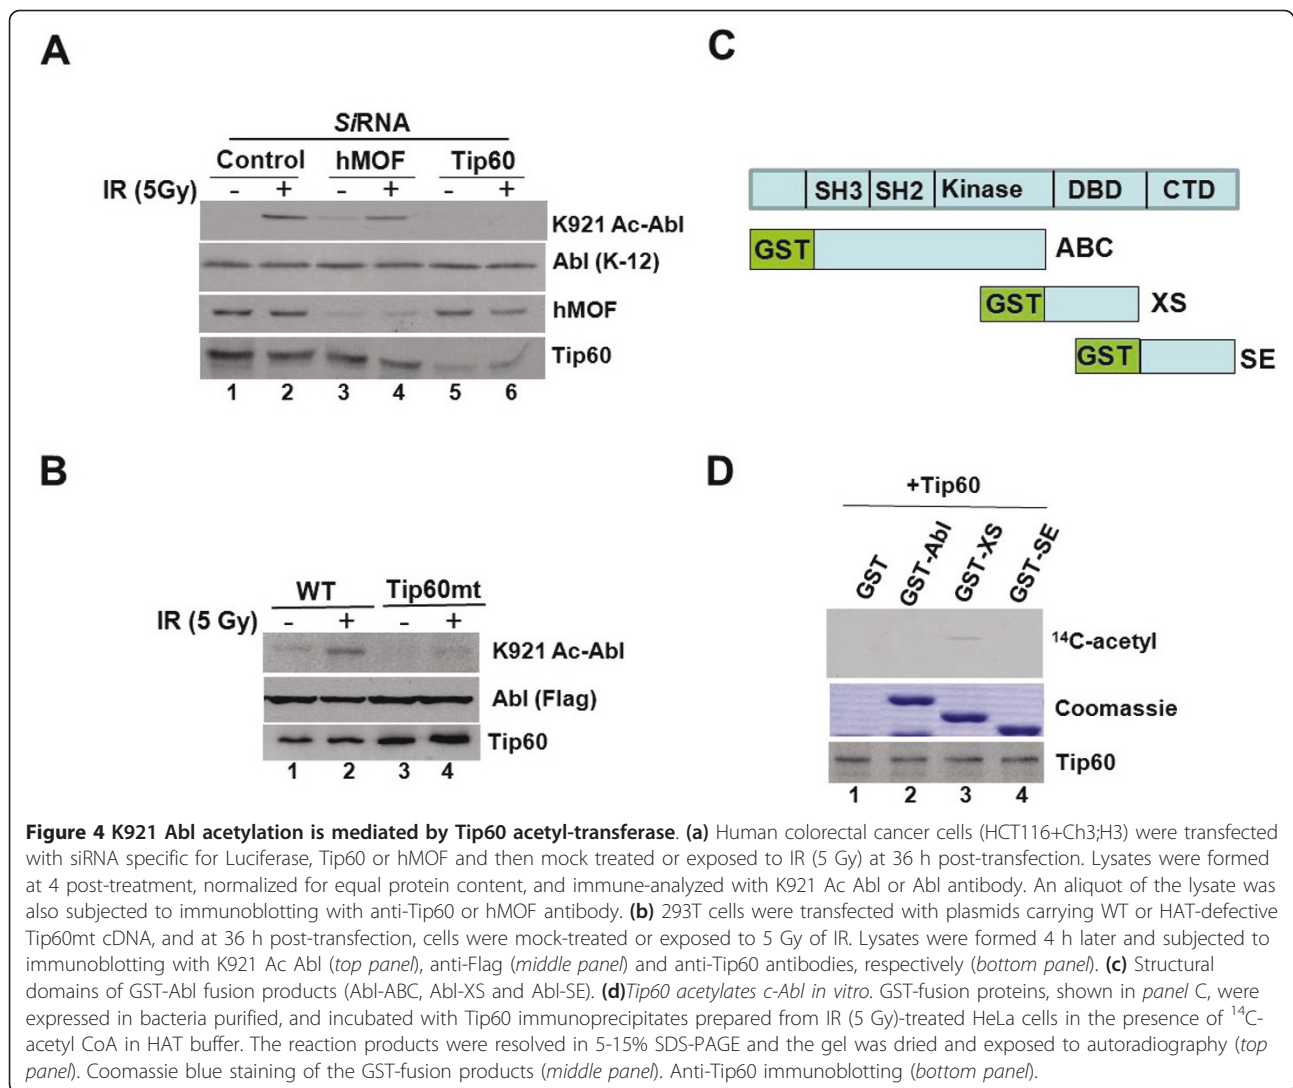 A
SiRNA
Control hMOF Tip60
IR (5Gy) - + - + - +
K921 Ac-Abl
Abl (K-12)
hMOF
Tip60
1 2 3 4 5 6
B
WT Tip60mt
IR (5 Gy) - + - +
K921 Ac-Abl
Abl (Flag)
Tip60
1 2 3 4
C
SH3 SH2 Kinase DBD CTD
GST ABC
GST XS
GST SE
D
+Tip60
GST GST-Abl GST-XS GST-SE
¹⁴C-acetyl
Coomassie
Tip60
1 2 3 4
Figure 4 K921 Abl acetylation is mediated by Tip60 acetyl-transferase. (a) Human colorectal cancer cells (HCT116+Ch3;H3) were transfected
with siRNA specific for Luciferase, Tip60 or hMOF and then mock treated or exposed to IR (5 Gy) at 36 h post-transfection. Lysates were formed
at 4 post-treatment, normalized for equal protein content, and immune-analyzed with K921 Ac Abl or Abl antibody. An aliquot of the lysate was
also subjected to immunoblotting with anti-Tip60 or hMOF antibody. (b) 293T cells were transfected with plasmids carrying WT or HAT-defective
Tip60mt cDNA, and at 36 h post-transfection, cells were mock-treated or exposed to 5 Gy of IR. Lysates were formed 4 h later and subjected to
immunoblotting with K921 Ac Abl (top panel), anti-Flag (middle panel) and anti-Tip60 antibodies, respectively (bottom panel). (c) Structural
domains of GST-Abl fusion products (Abl-ABC, Abl-XS and Abl-SE). (d)Tip60 acetylates c-Abl in vitro. GST-fusion proteins, shown in panel C, were
expressed in bacteria purified, and incubated with Tip60 immunoprecipitates prepared from IR (5 Gy)-treated HeLa cells in the presence of ¹⁴C-
acetyl CoA in HAT buffer. The reaction products were resolved in 5-15% SDS-PAGE and the gel was dried and exposed to autoradiography (top
panel). Coomassie blue staining of the GST-fusion products (middle panel). Anti-Tip60 immunoblotting (bottom panel).